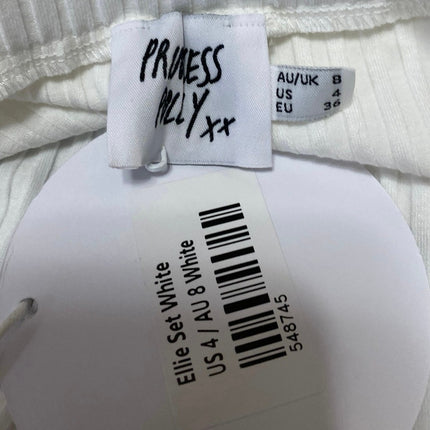 PRINCESS
POLLY xx
AU/UK 8
US 4
EU 36
Ellie Set White
US 4 / AU 8 White
548745